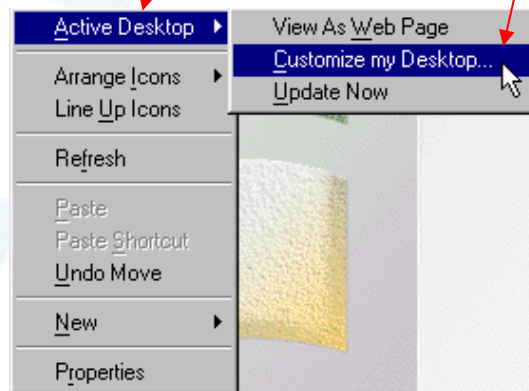 Active Desktop
View As Web Page
Customize my Desktop...
Update Now
Arrange Icons
Line Up Icons
Refresh
Paste
Paste Shortcut
Undo Move
New
Properties